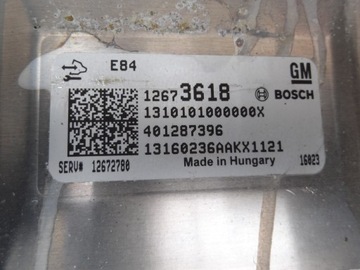 E84
GM
12673618
BOSCH
1310101000000X
401287396
13160236AAKX1121
Made in Hungary
SERV# 12672780
16023